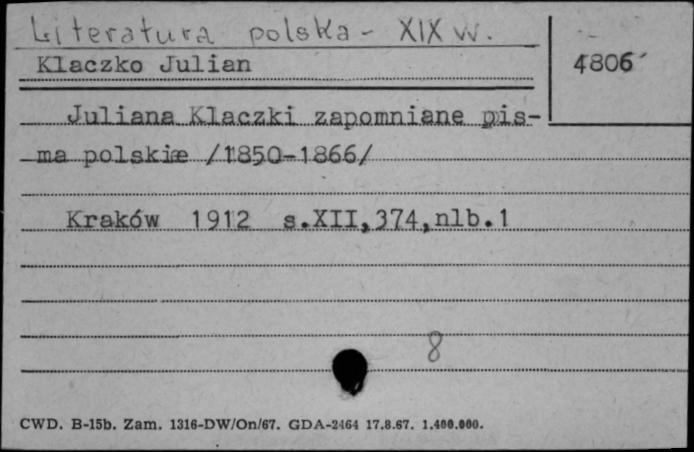 Literatura polska - XIX w.
Klaczko Julian
4806
Juliana Klaczki zapomniane pis-
ma polskie /1850-1866/
Kraków 1912 s.XII,374,nlb.1
8
CWD. B-15b. Zam. 1316-DW/On/67. GDA-2464 17.8.67. 1.400.000.